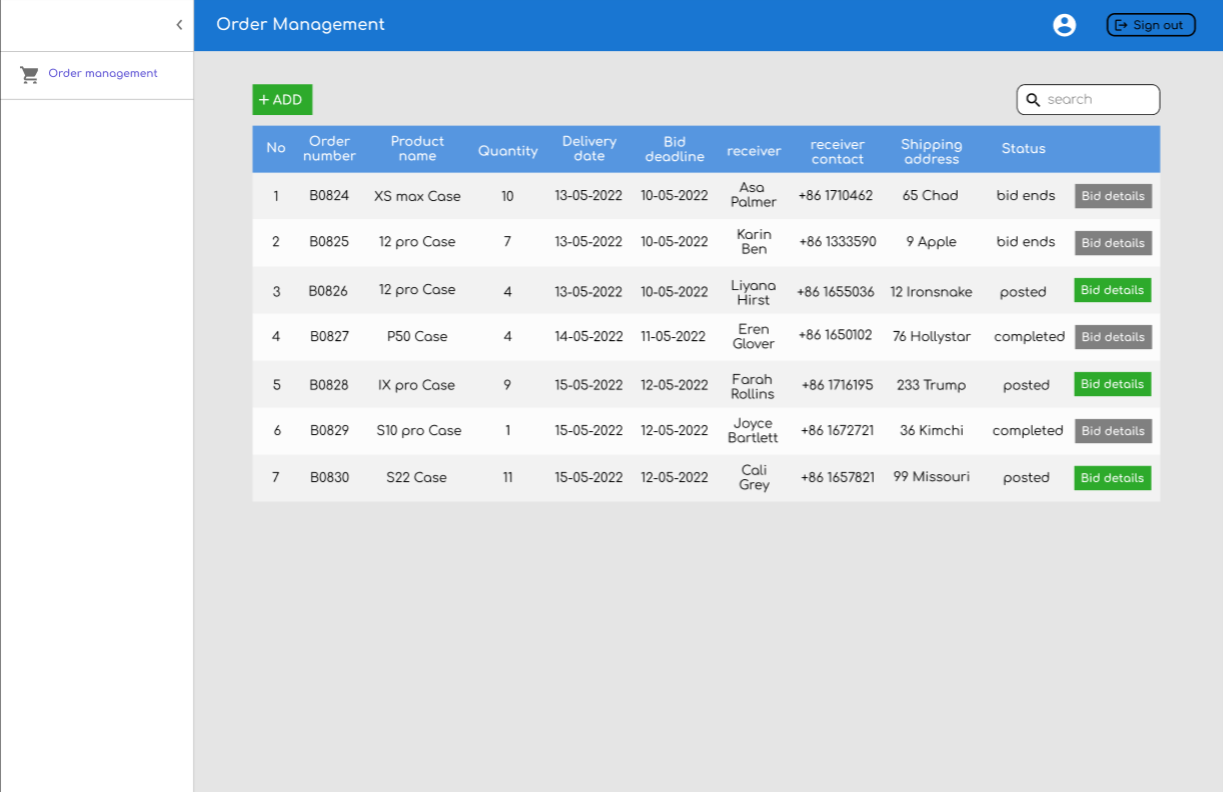 Order Management
Sign out
Order management
+ ADD
search
No Order number Product name Quantity Delivery date Bid deadline receiver receiver contact Shipping address Status
1 B0824 XS max Case 10 13-05-2022 10-05-2022 Asa Palmer +86 1710462 65 Chad bid ends Bid details
2 B0825 12 pro Case 7 13-05-2022 10-05-2022 Karin Ben +86 1333590 9 Apple bid ends Bid details
3 B0826 12 pro Case 4 13-05-2022 10-05-2022 Liyana Hirst +86 1655036 12 Ironsnake posted Bid details
4 B0827 P50 Case 4 14-05-2022 11-05-2022 Eren Glover +86 1650102 76 Hollystar completed Bid details
5 B0828 IX pro Case 9 15-05-2022 12-05-2022 Farah Rollins +86 1716195 233 Trump posted Bid details
6 B0829 S10 pro Case 1 15-05-2022 12-05-2022 Joyce Bartlett +86 1672721 36 Kimchi completed Bid details
7 B0830 S22 Case 11 15-05-2022 12-05-2022 Cali Grey +86 1657821 99 Missouri posted Bid details